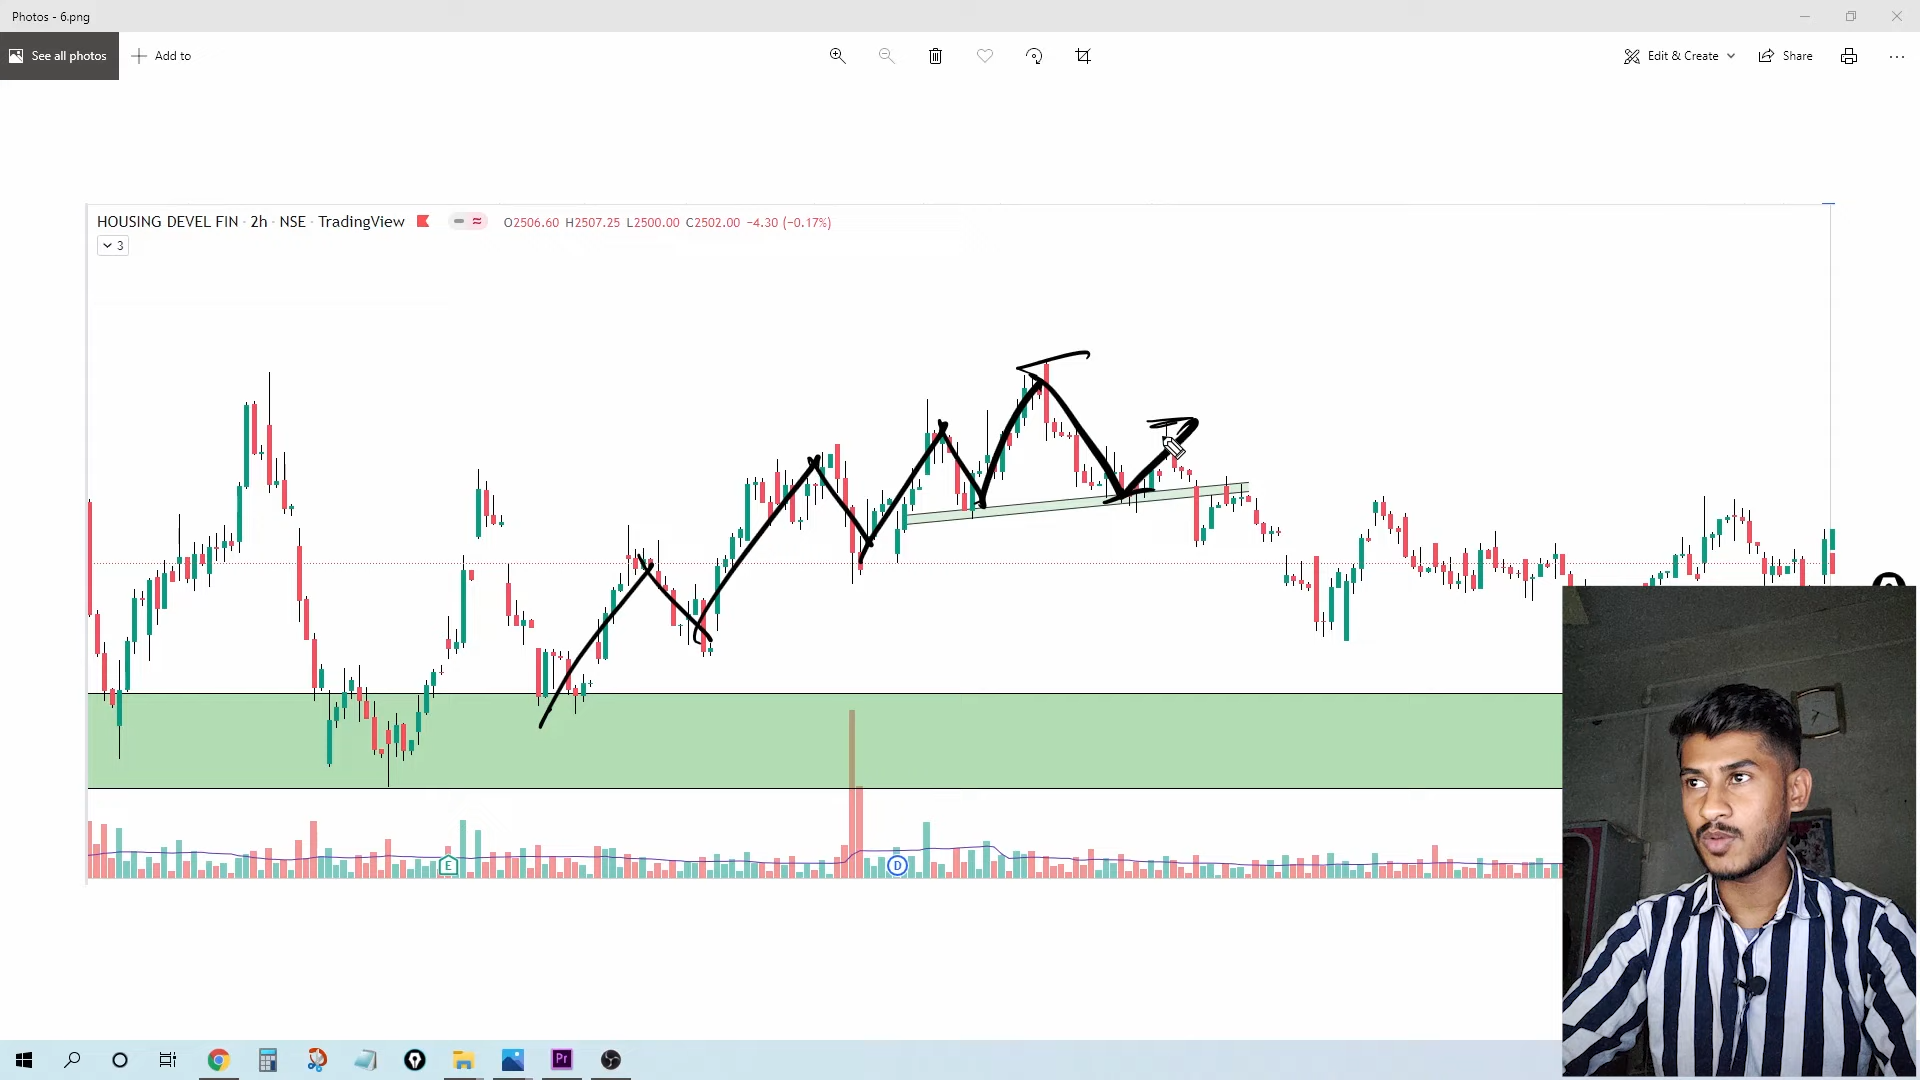 Photos - 6.png
See all photos
Add to
Edit & Create
Share
HOUSING DEVEL FIN · 2h · NSE · TradingView
O2506.60 H2507.25 L2500.00 C2502.00 −4.30 (−0.17%)
3
E
D
Pr